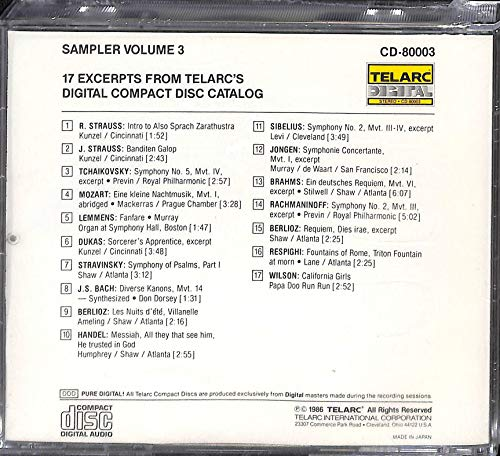 SAMPLER VOLUME 3
CD-80003
17 EXCERPTS FROM TELARC'S
DIGITAL COMPACT DISC CATALOG
TELARC
DIGITAL
STEREO • CD 80003
1 R. STRAUSS: Intro to Also Sprach Zarathustra
Kunzel / Cincinnati [1:52]
2 J. STRAUSS: Banditen Galop
Kunzel / Cincinnati [2:43]
3 TCHAIKOVSKY: Symphony No. 5, Mvt. IV,
excerpt • Previn / Royal Philharmonic [2:57]
4 MOZART: Eine kleine Nachtmusik, Mvt. I,
abridged • Mackerras / Prague Chamber [3:28]
5 LEMMENS: Fanfare • Murray
Organ at Symphony Hall, Boston [1:47]
6 DUKAS: Sorcerer's Apprentice, excerpt
Kunzel / Cincinnati [3:48]
7 STRAVINSKY: Symphony of Psalms, Part I
Shaw / Atlanta [3:12]
8 J.S. BACH: Diverse Kanons, Mvt. 14
— Synthesized • Don Dorsey [1:31]
9 BERLIOZ: Les Nuits d'été, Villanelle
Ameling / Shaw / Atlanta [2:16]
10 HANDEL: Messiah, All they that see him,
He trusted in God
Humphrey / Shaw / Atlanta [2:55]
11 SIBELIUS: Symphony No. 2, Mvt. III-IV, excerpt
Levi / Cleveland [3:49]
12 JONGEN: Symphonie Concertante,
Mvt. I, excerpt
Murray / de Waart / San Francisco [2:14]
13 BRAHMS: Ein deutsches Requiem, Mvt. VI,
excerpt • Stilwell / Shaw / Atlanta [6:07]
14 RACHMANINOFF: Symphony No. 2, Mvt. III,
excerpt • Previn / Royal Philharmonic [5:02]
15 BERLIOZ: Requiem, Dies irae, excerpt
Shaw / Atlanta [2:25]
16 RESPIGHI: Fountains of Rome, Triton Fountain
at morn • Lane / Atlanta [2:25]
17 WILSON: California Girls
Papa Doo Run Run [2:52]
DDD PURE DIGITAL! All Telarc Compact Discs are produced exclusively from Digital masters made during the recording sessions.
COMPACT
disc
DIGITAL AUDIO
℗© 1986 TELARC® All Rights Reserved
TELARC INTERNATIONAL CORPORATION
23307 Commerce Park Road • Cleveland, Ohio 44122 U.S.A.
MADE IN JAPAN